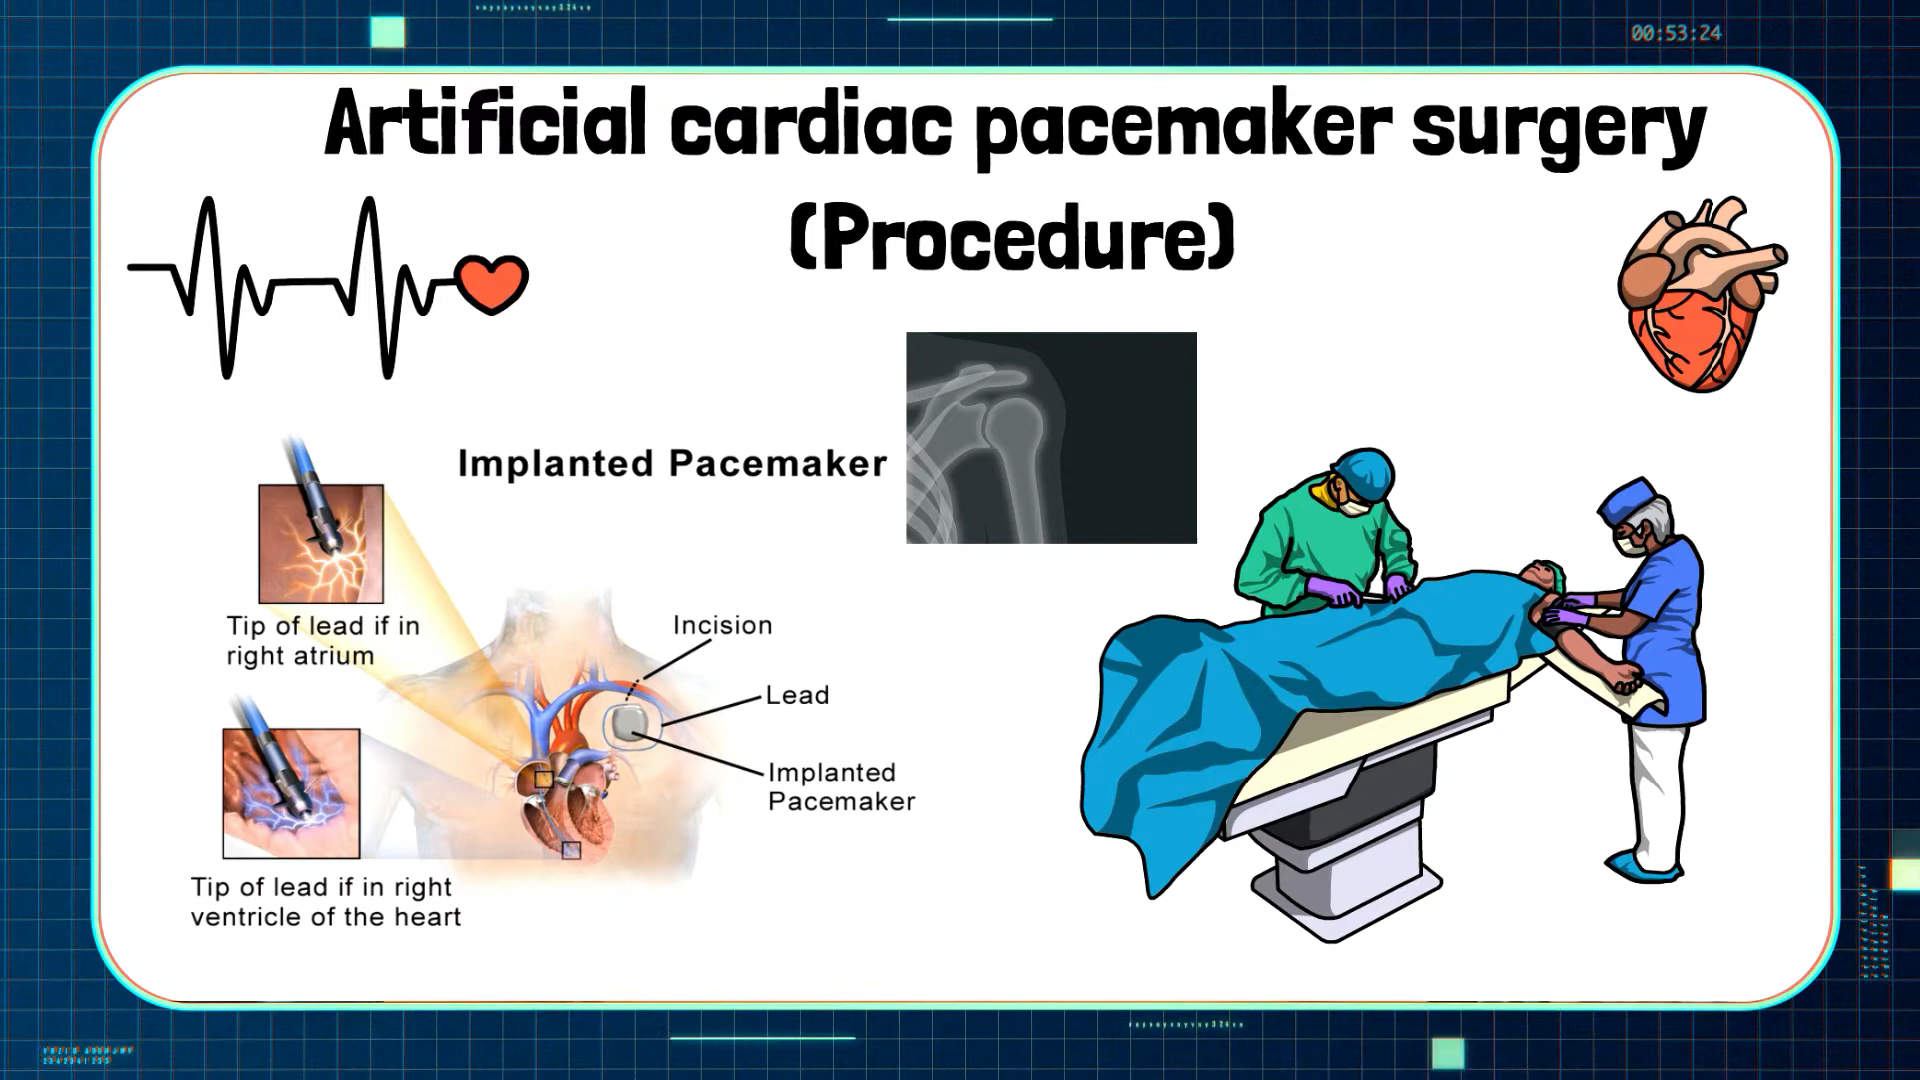 00:53:24
Artificial cardiac pacemaker surgery
(Procedure)
Implanted Pacemaker
Tip of lead if in
right atrium
Incision
Lead
Implanted
Pacemaker
Tip of lead if in right
ventricle of the heart